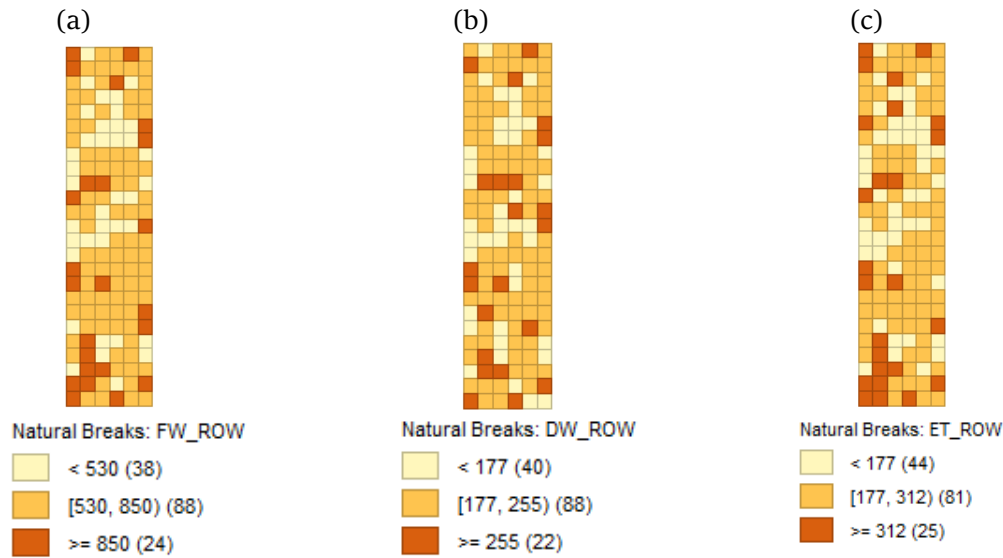 (a)
(b)
(c)
Natural Breaks: FW_ROW
< 530 (38)
[530, 850) (88)
>= 850 (24)
Natural Breaks: DW_ROW
< 177 (40)
[177, 255) (88)
>= 255 (22)
Natural Breaks: ET_ROW
< 177 (44)
[177, 312) (81)
>= 312 (25)